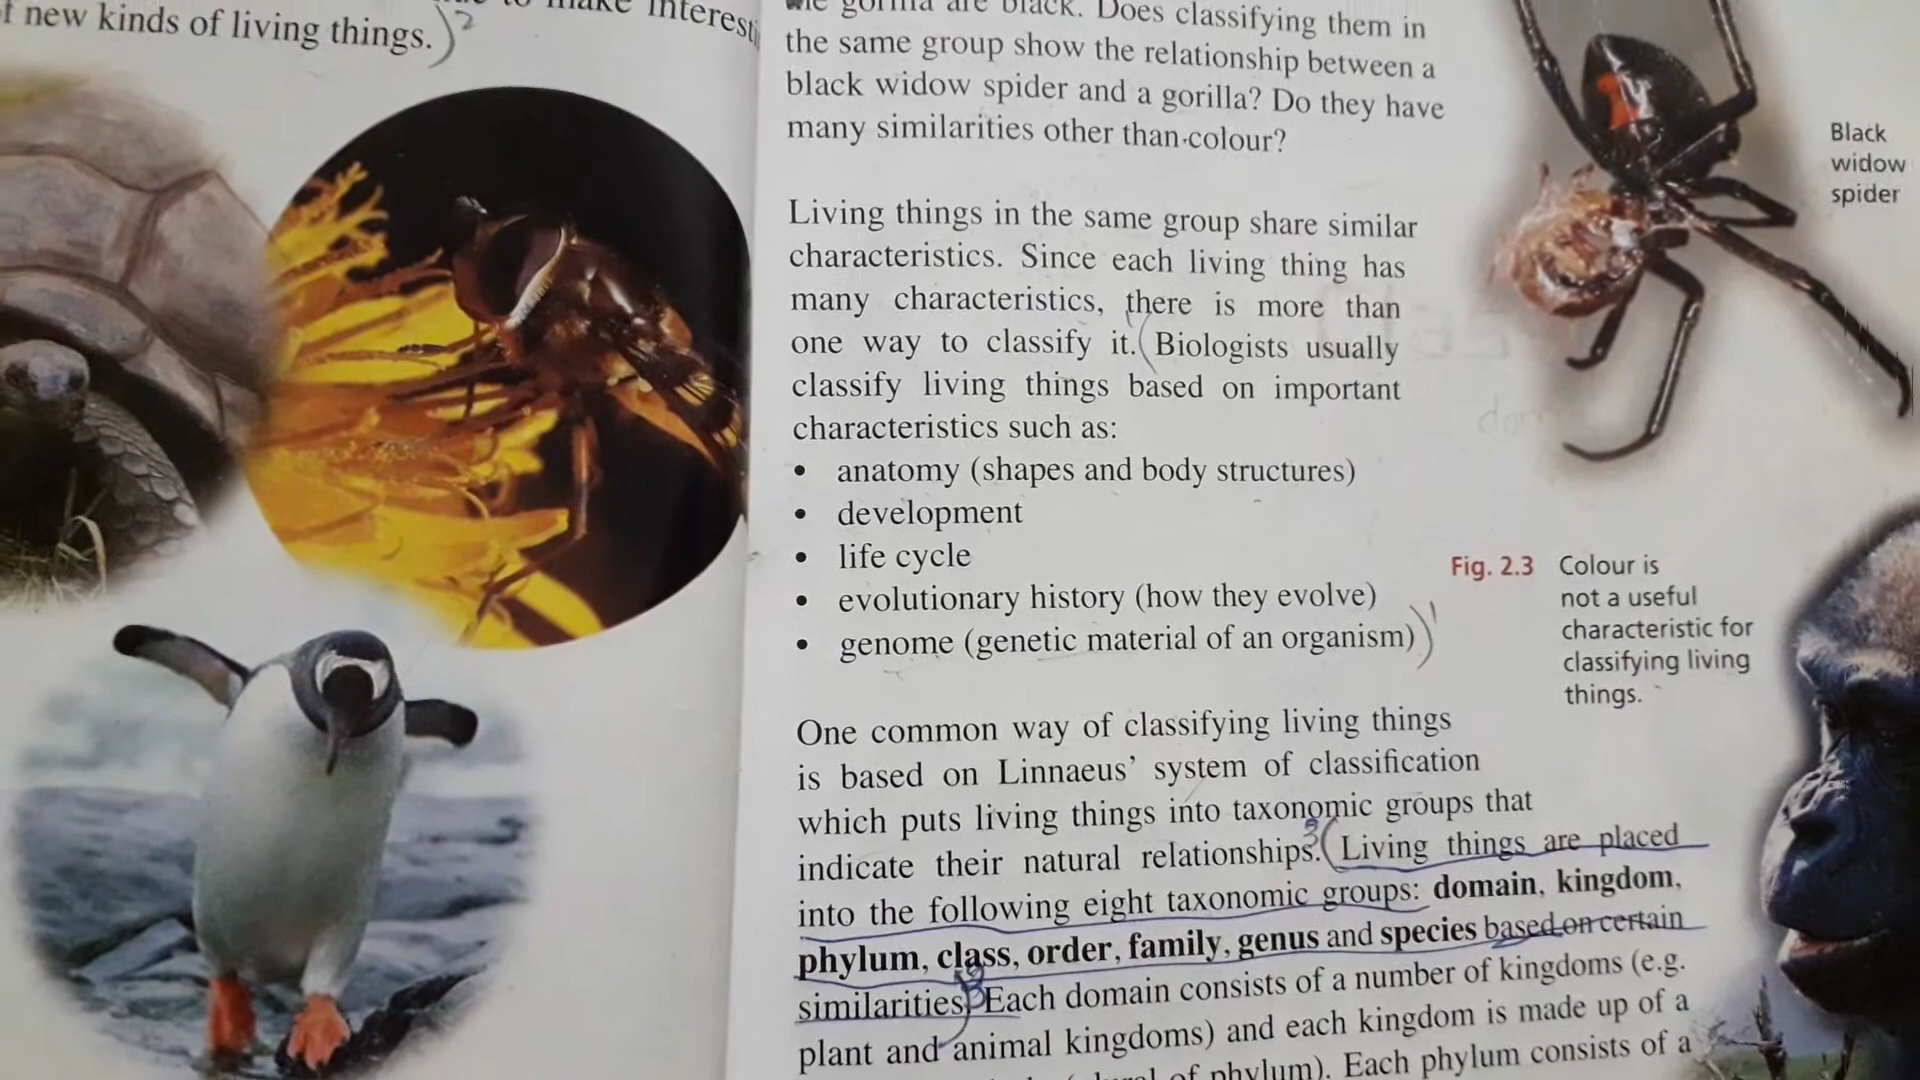 new kinds of living things.) 2
gorilla are black. Does classifying them in
the same group show the relationship between a
black widow spider and a gorilla? Do they have
many similarities other than colour?
Black
widow
spider
Living things in the same group share similar
characteristics. Since each living thing has
many characteristics, there is more than
one way to classify it. (Biologists usually
classify living things based on important
characteristics such as:
• anatomy (shapes and body structures)
• development
• life cycle
• evolutionary history (how they evolve)
• genome (genetic material of an organism) ) 1
Fig. 2.3 Colour is
not a useful
characteristic for
classifying living
things.
One common way of classifying living things
is based on Linnaeus' system of classification
which puts living things into taxonomic groups that
indicate their natural relationships. 3 (Living things are placed
into the following eight taxonomic groups: domain, kingdom,
phylum, class, order, family, genus and species based on certain
similarities. Each domain consists of a number of kingdoms (e.g.
plant and animal kingdoms) and each kingdom is made up of a
of phylum). Each phylum consists of a